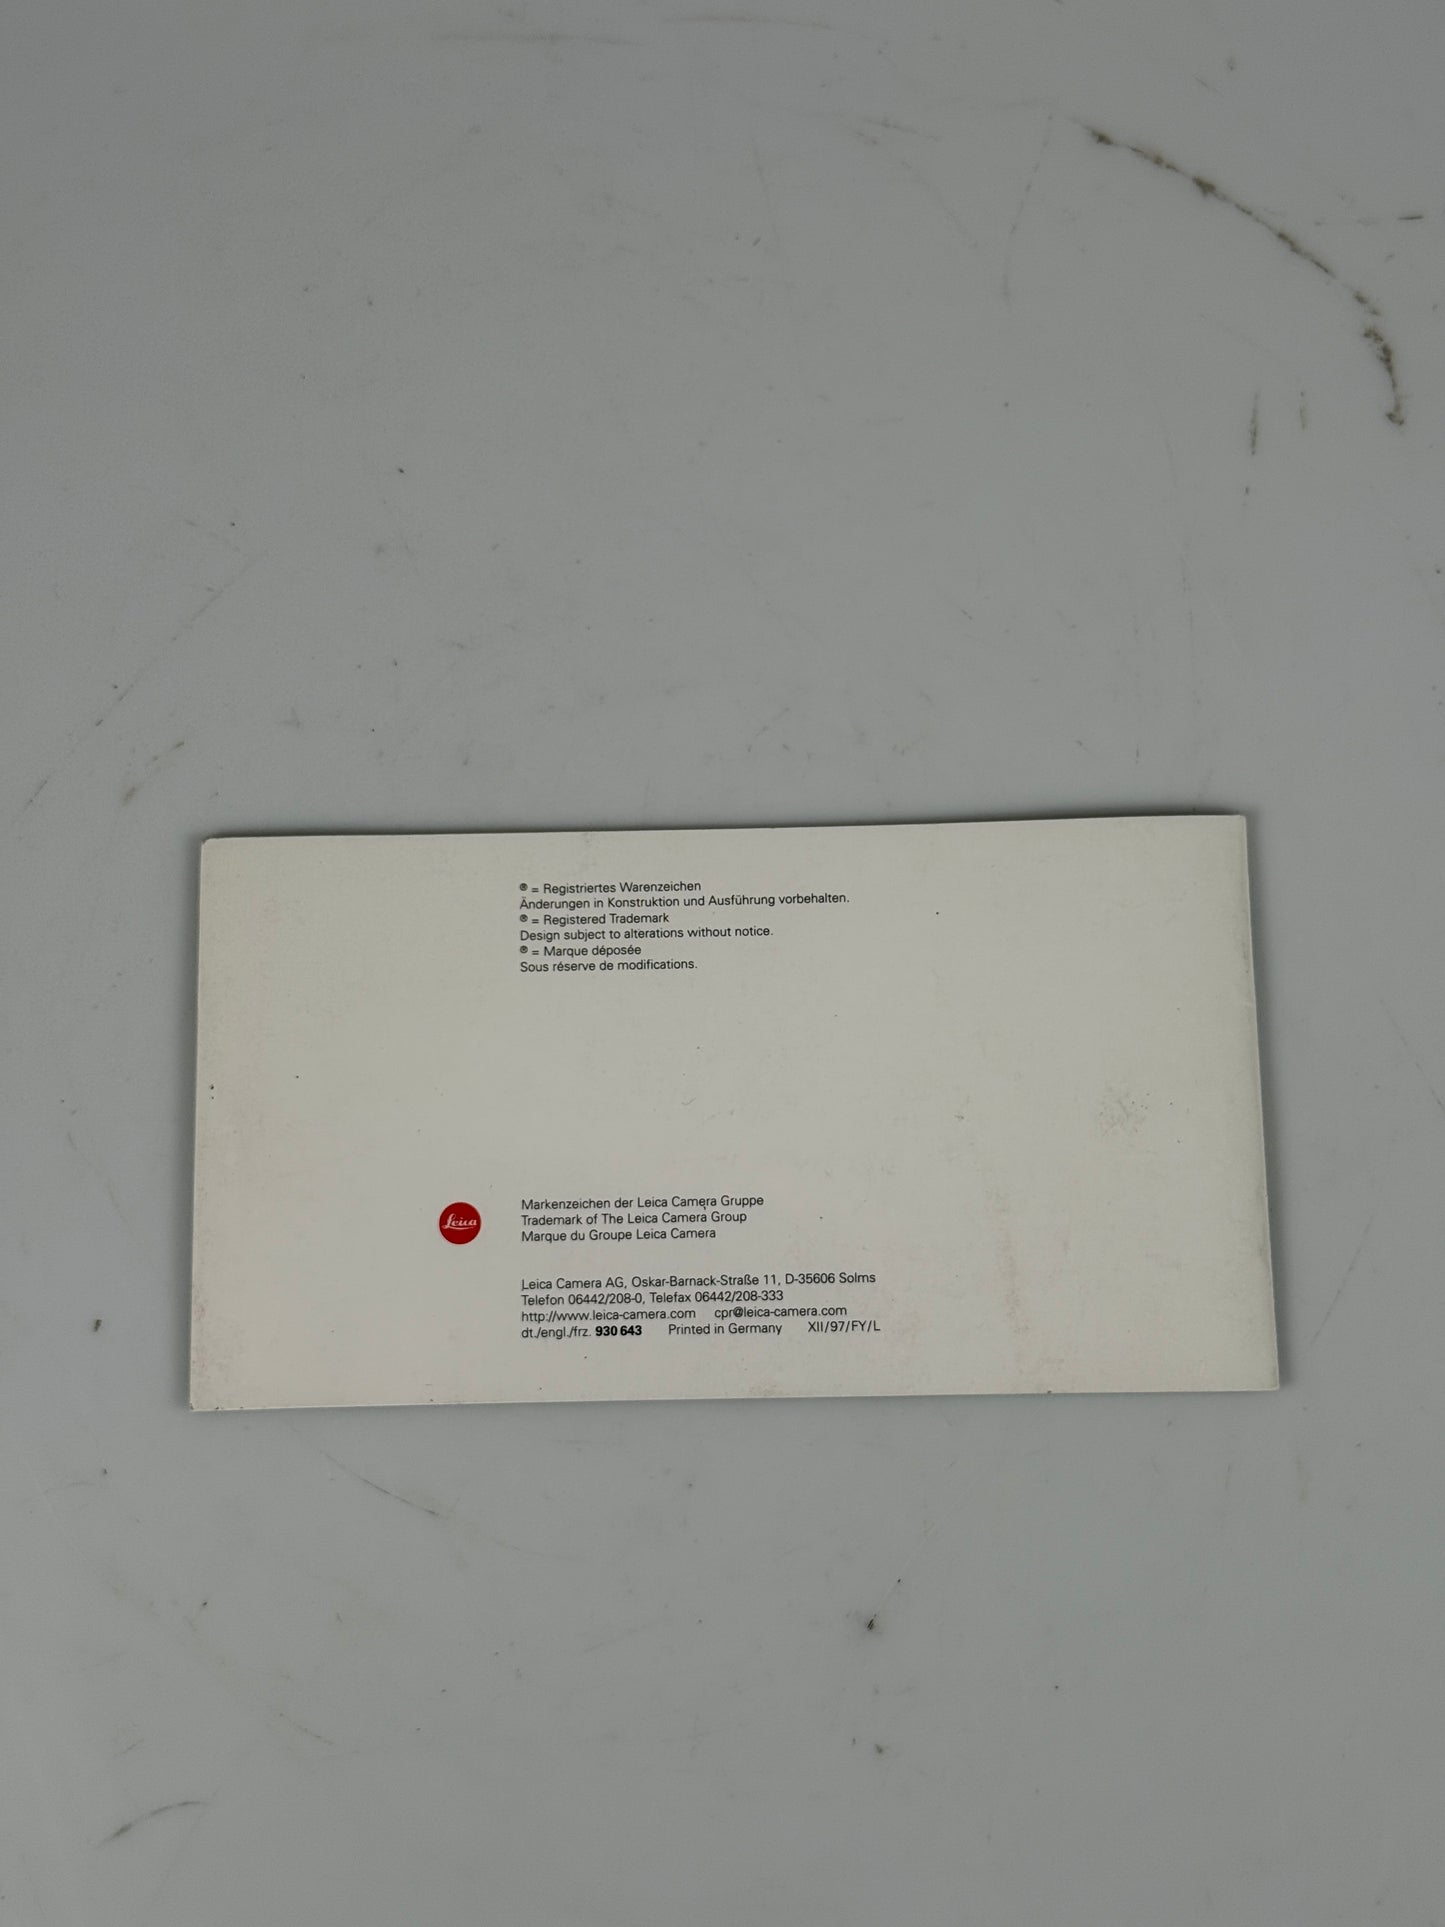 ® = Registriertes Warenzeichen
Änderungen in Konstruktion und Ausführung vorbehalten.
® = Registered Trademark
Design subject to alterations without notice.
® = Marque déposée
Sous réserve de modifications.
Leica
Markenzeichen der Leica Camera Gruppe
Trademark of The Leica Camera Group
Marque du Groupe Leica Camera
Leica Camera AG, Oskar-Barnack-Straße 11, D-35606 Solms
Telefon 06442/208-0, Telefax 06442/208-333
http://www.leica-camera.com cpr@leica-camera.com
dt./engl./frz. 930 643 Printed in Germany XII/97/FY/L